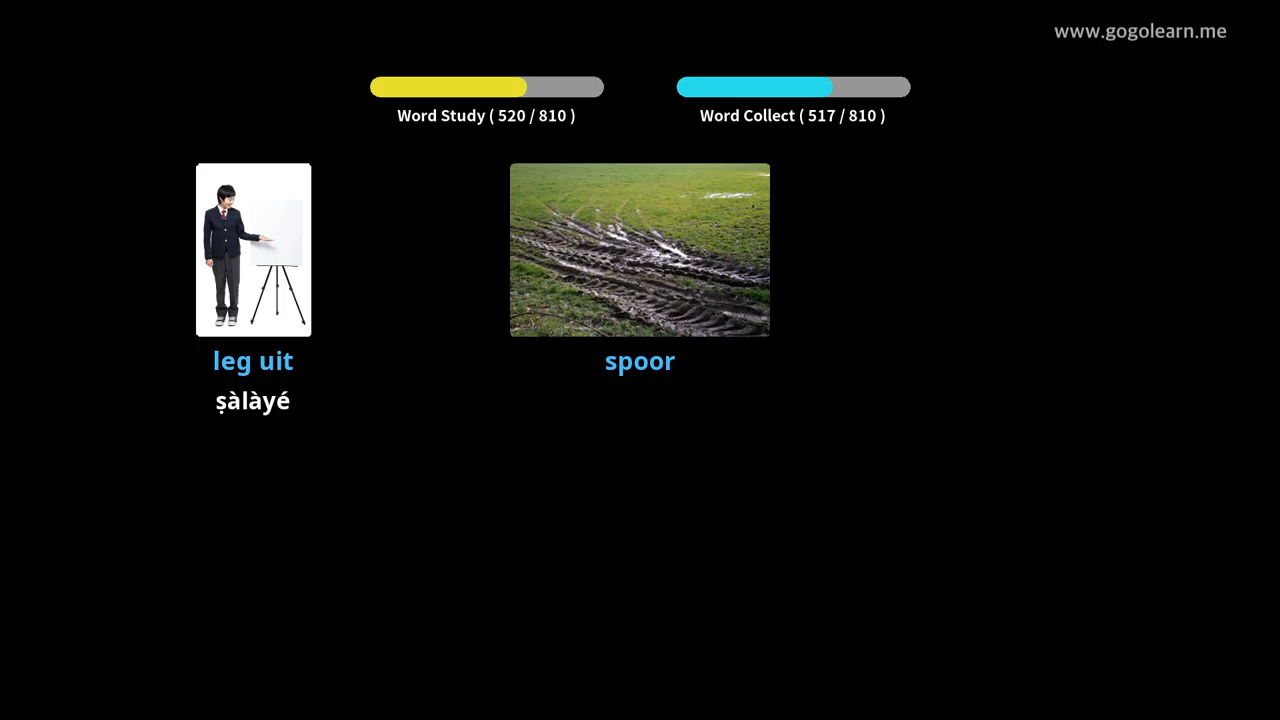 www.gogolearn.me
Word Study ( 520 / 810 )
Word Collect ( 517 / 810 )
leg uit
ṣàlàyé
spoor